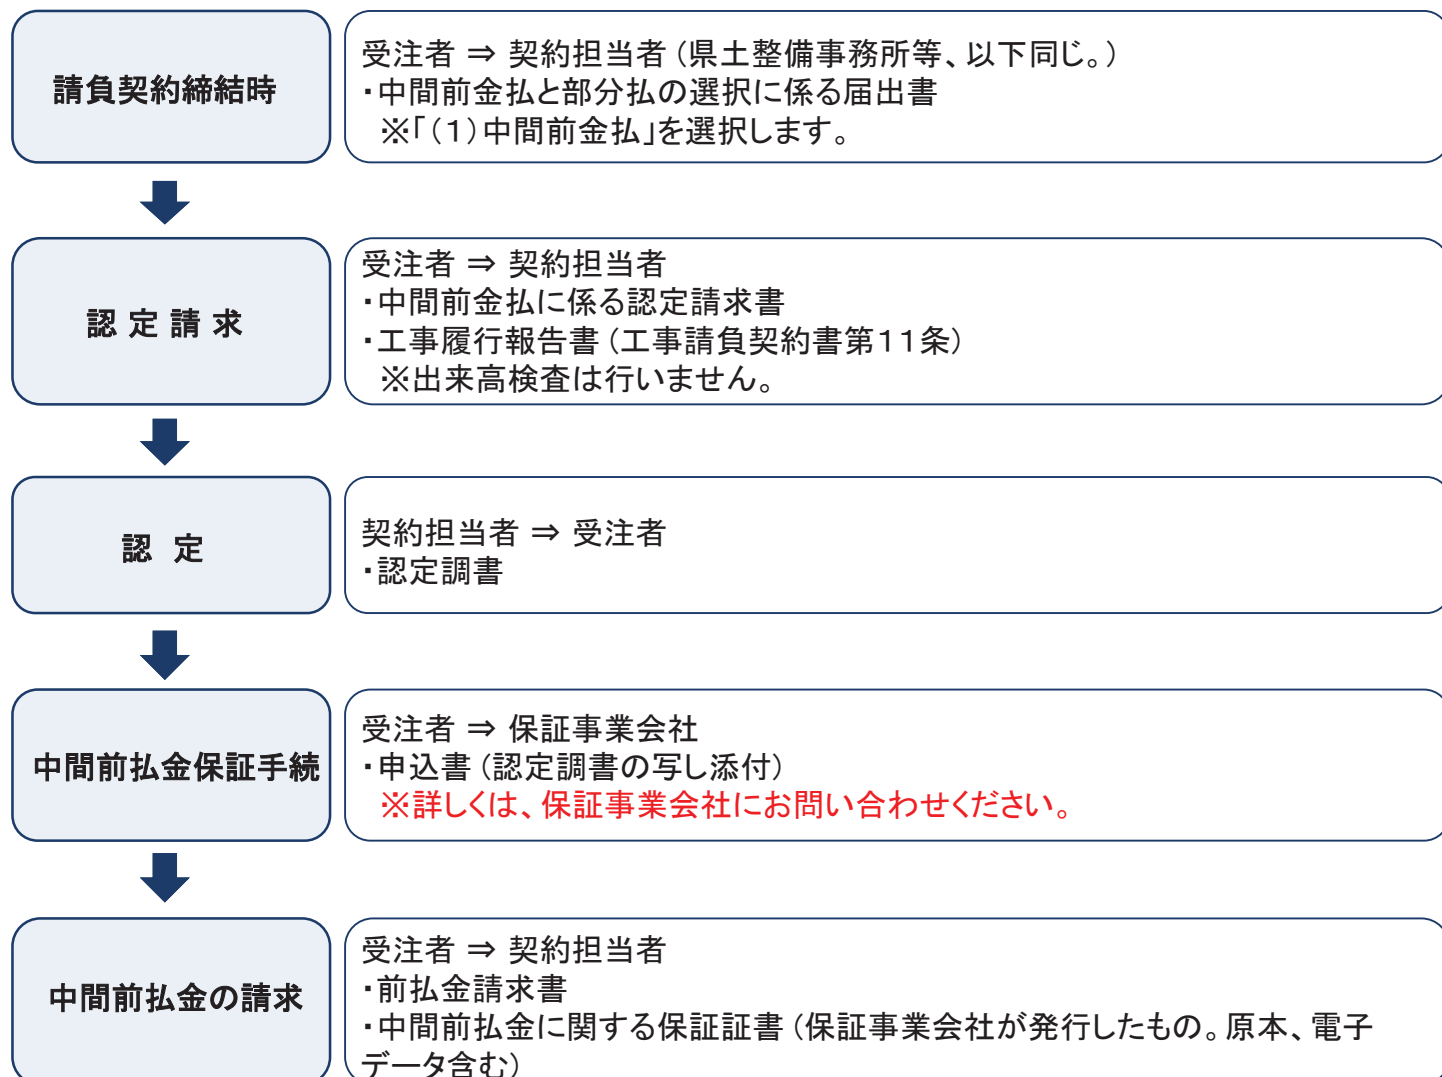 請負契約締結時
受注者 ⇒ 契約担当者（県土整備事務所等、以下同じ。）
・中間前金払と部分払の選択に係る届出書
※「（１）中間前金払」を選択します。
認 定 請 求
受注者 ⇒ 契約担当者
・中間前金払に係る認定請求書
・工事履行報告書（工事請負契約書第１１条）
※出来高検査は行いません。
認 定
契約担当者 ⇒ 受注者
・認定調書
中間前払金保証手続
受注者 ⇒ 保証事業会社
・申込書（認定調書の写し添付）
※詳しくは、保証事業会社にお問い合わせください。
中間前払金の請求
受注者 ⇒ 契約担当者
・前払金請求書
・中間前払金に関する保証証書（保証事業会社が発行したもの。原本、電子
データ含む）